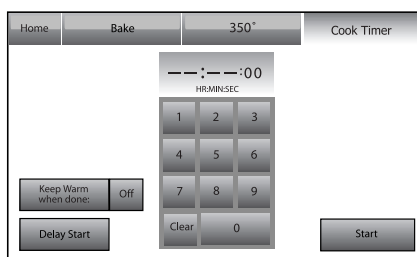 Home Bake 350° Cook Timer
––:––:00
HR:MIN:SEC
1 2 3
4 5 6
7 8 9
Clear 0
Keep Warm
when done: Off
Delay Start
Start